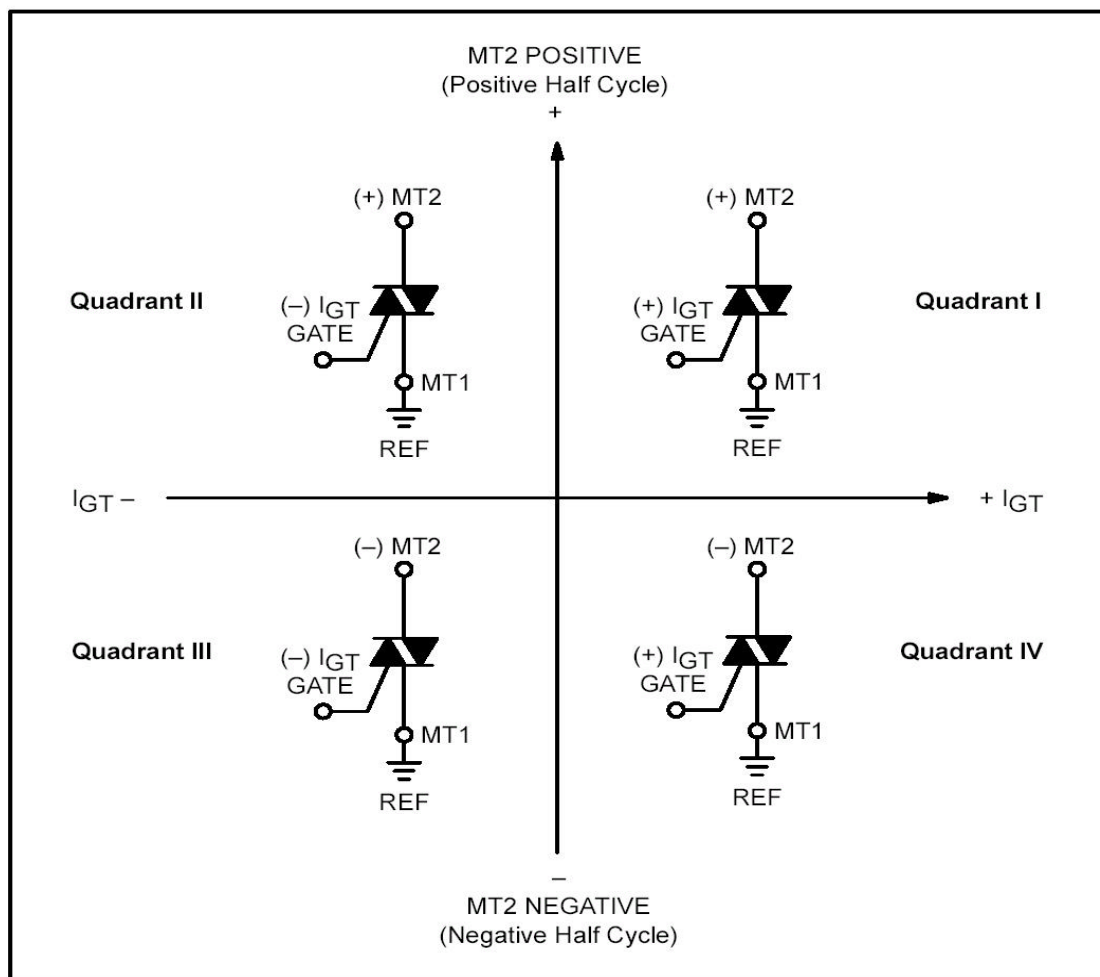 MT2 POSITIVE
(Positive Half Cycle)
+
(+) MT2
(+) MT2
Quadrant II
(–) IGT
GATE
(+) IGT
GATE
Quadrant I
MT1
MT1
REF
REF
IGT –
+ IGT
(–) MT2
(–) MT2
Quadrant III
(–) IGT
GATE
(+) IGT
GATE
Quadrant IV
MT1
MT1
REF
REF
–
MT2 NEGATIVE
(Negative Half Cycle)